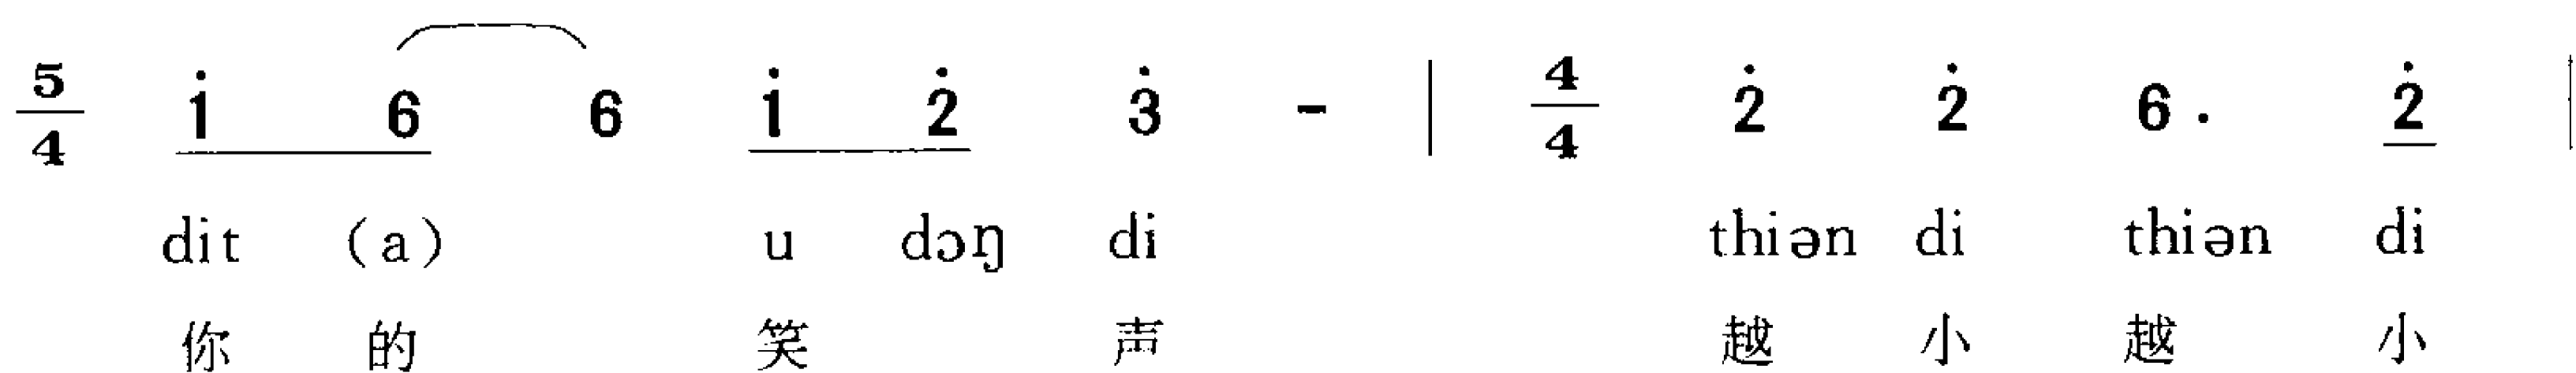 5/4 i̇ 6 6 i̇ 2̇ 3̇ - | 4/4 2̇ 2̇ 6 . 2̇ |
dit (a) u dɔŋ di thiən di thiən di
你 的 笑 声 越 小 越 小